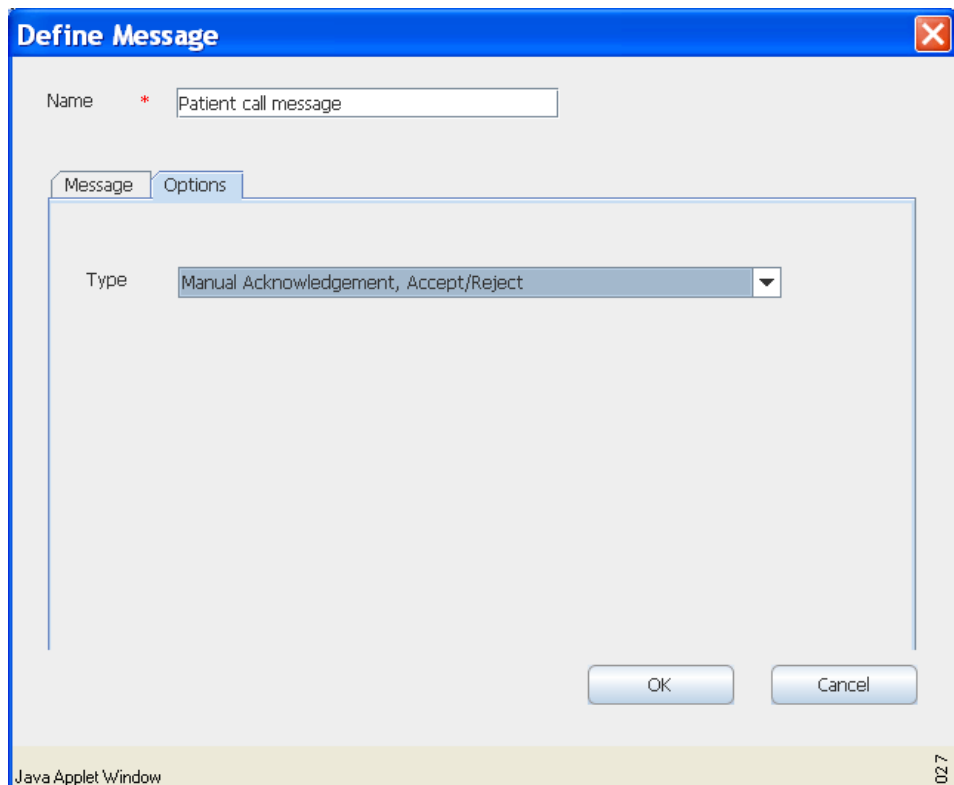 Define Message
Name * Patient call message
Message Options
Type Manual Acknowledgement, Accept/Reject
OK Cancel
Java Applet Window
027